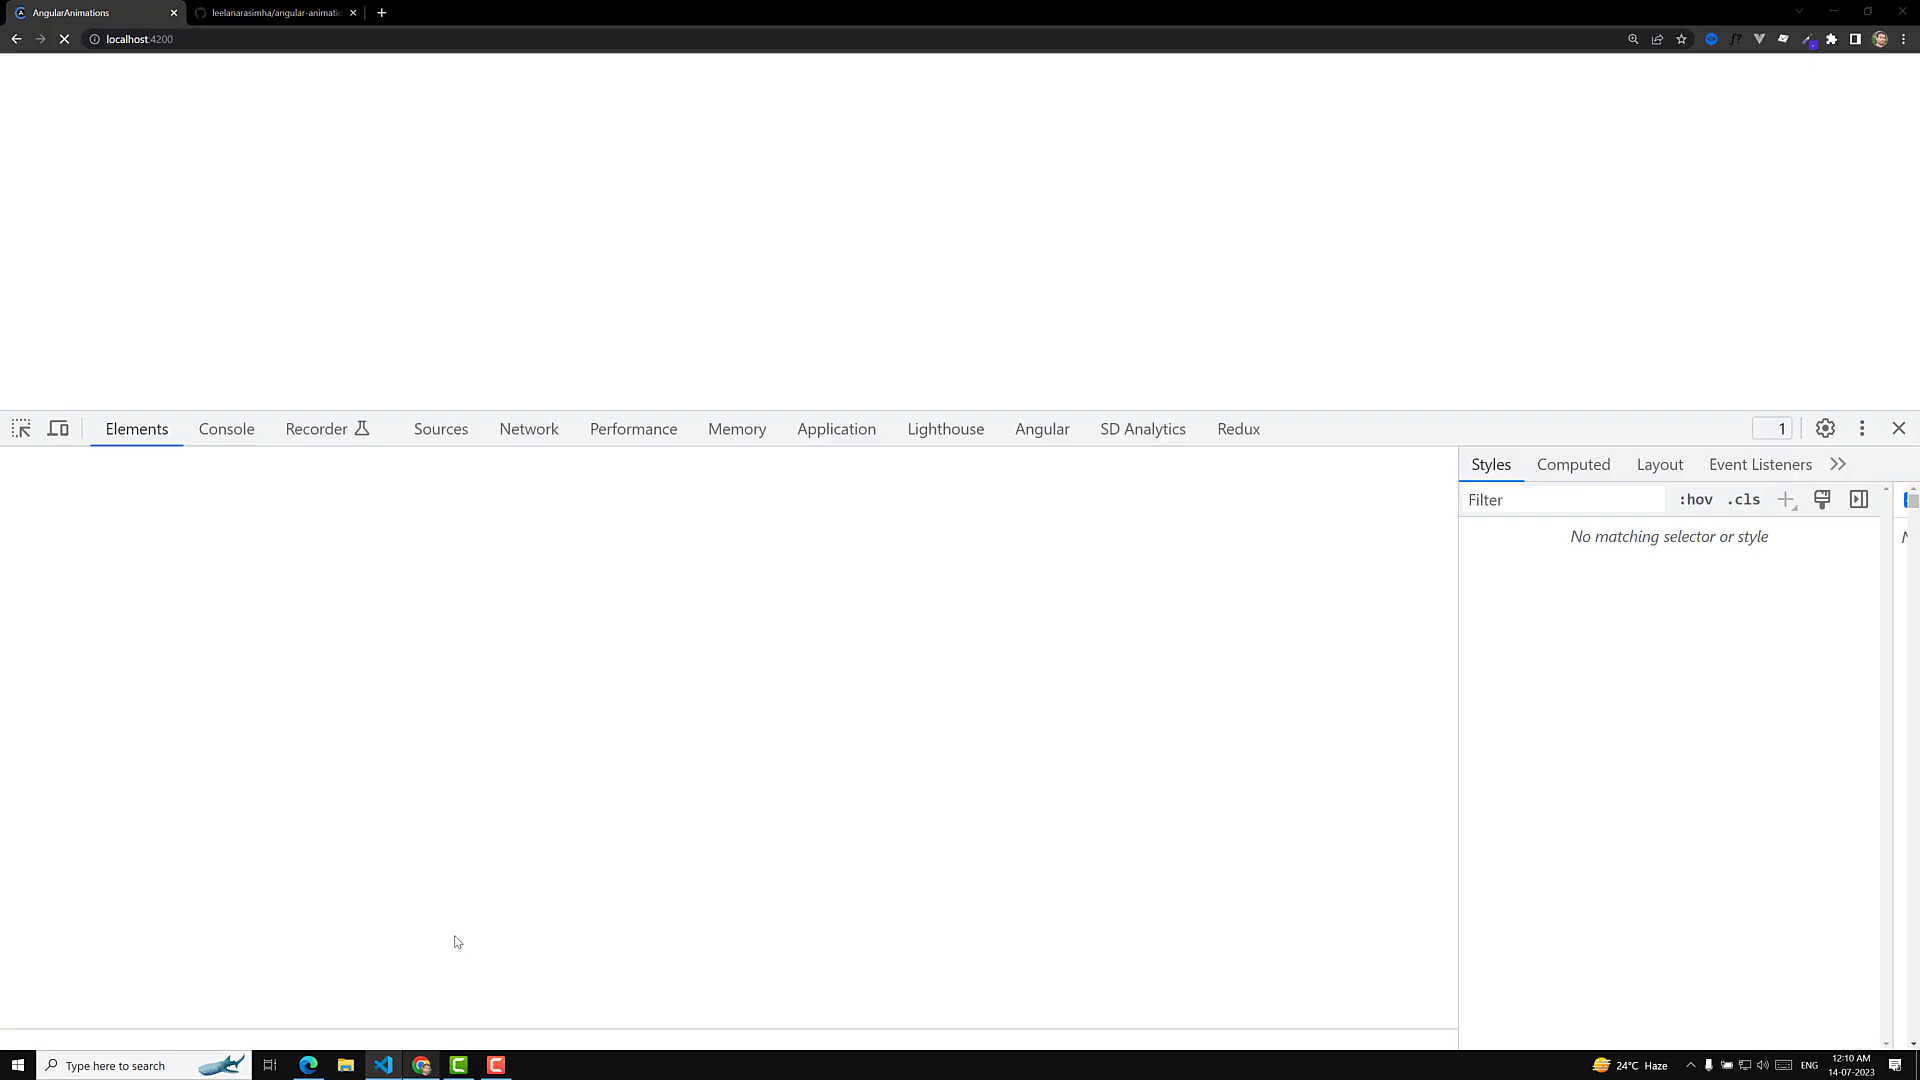 AngularAnimations
leelanarasimha/angular-animatio
localhost:4200
Elements Console Recorder Sources Network Performance Memory Application Lighthouse Angular SD Analytics Redux 1
Styles Computed Layout Event Listeners
Filter :hov .cls
No matching selector or style
Type here to search
24°C Haze
ENG
12:10 AM
14-07-2023